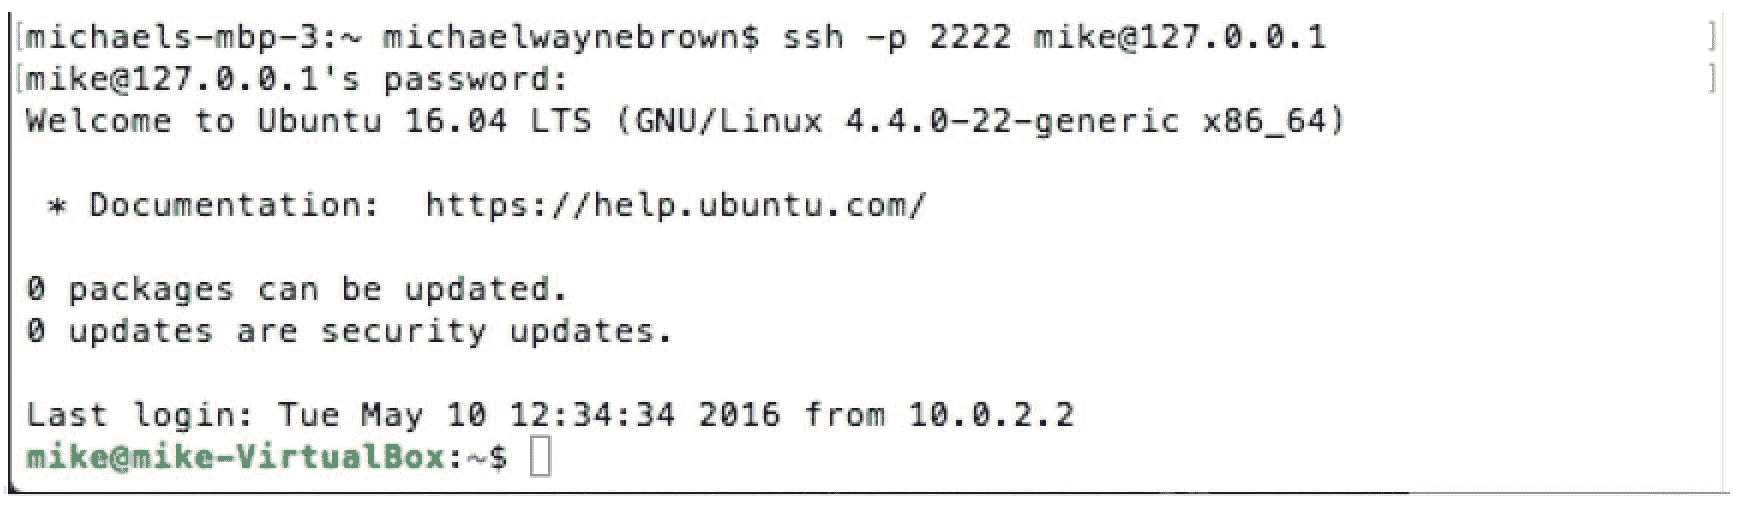 [michaels-mbp-3:~ michaelwaynebrown$ ssh -p 2222 mike@127.0.0.1 ]
[mike@127.0.0.1's password: ]
Welcome to Ubuntu 16.04 LTS (GNU/Linux 4.4.0-22-generic x86_64)
* Documentation:  https://help.ubuntu.com/
0 packages can be updated.
0 updates are security updates.
Last login: Tue May 10 12:34:34 2016 from 10.0.2.2
mike@mike-VirtualBox:~$